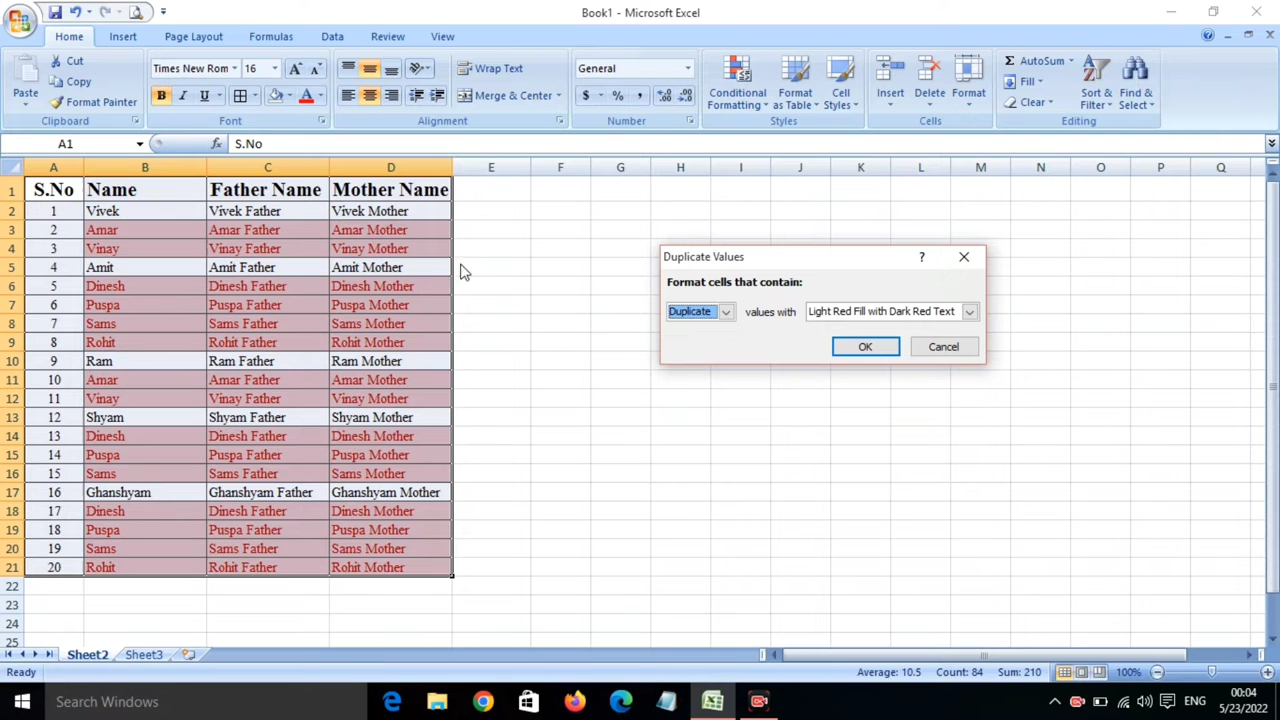 Book1 - Microsoft Excel
Home Insert Page Layout Formulas Data Review View
Paste
Cut
Copy
Format Painter
Clipboard
Times New Rom 16
B I U
Font
Wrap Text
Merge & Center
Alignment
General
$ % ,
Number
Conditional Formatting
Format as Table
Cell Styles
Styles
Insert Delete Format
Cells
AutoSum
Fill
Clear
Sort & Filter
Find & Select
Editing
A1 fx S.No
A B C D E F G H I J K L M N O P Q
1 S.No Name Father Name Mother Name
2 1 Vivek Vivek Father Vivek Mother
3 2 Amar Amar Father Amar Mother
4 3 Vinay Vinay Father Vinay Mother
5 4 Amit Amit Father Amit Mother
6 5 Dinesh Dinesh Father Dinesh Mother
7 6 Puspa Puspa Father Puspa Mother
8 7 Sams Sams Father Sams Mother
9 8 Rohit Rohit Father Rohit Mother
10 9 Ram Ram Father Ram Mother
11 10 Amar Amar Father Amar Mother
12 11 Vinay Vinay Father Vinay Mother
13 12 Shyam Shyam Father Shyam Mother
14 13 Dinesh Dinesh Father Dinesh Mother
15 14 Puspa Puspa Father Puspa Mother
16 15 Sams Sams Father Sams Mother
17 16 Ghanshyam Ghanshyam Father Ghanshyam Mother
18 17 Dinesh Dinesh Father Dinesh Mother
19 18 Puspa Puspa Father Puspa Mother
20 19 Sams Sams Father Sams Mother
21 20 Rohit Rohit Father Rohit Mother
22
23
24
25
Duplicate Values ?
Format cells that contain:
Duplicate values with Light Red Fill with Dark Red Text
OK Cancel
Sheet2 Sheet3
Ready Average: 10.5 Count: 84 Sum: 210 100%
Search Windows
ENG
00:04
5/23/2022